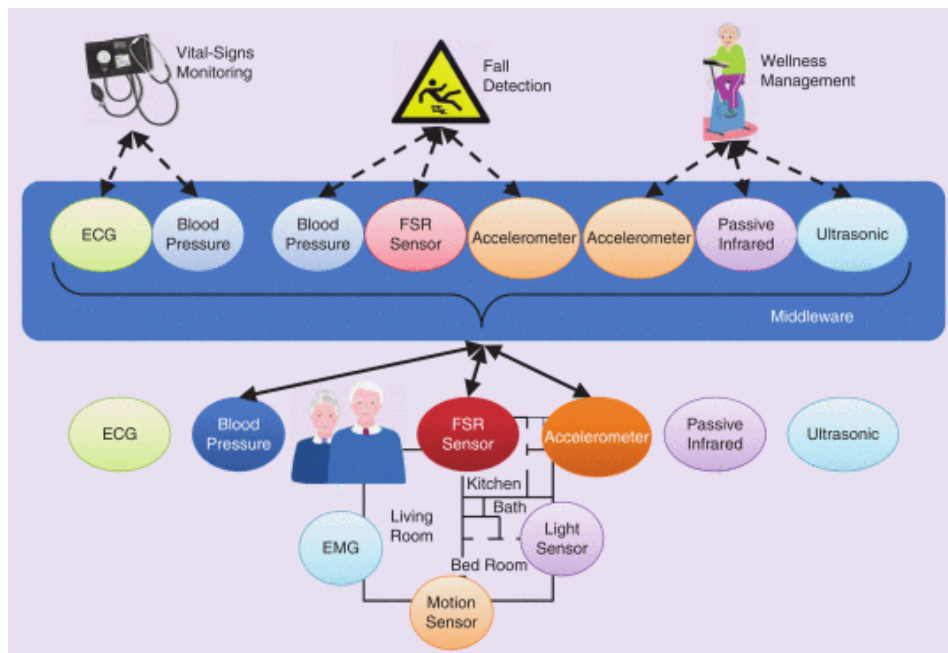 Vital-Signs
Monitoring
Fall
Detection
Wellness
Management
ECG
Blood
Pressure
Blood
Pressure
FSR
Sensor
Accelerometer
Accelerometer
Passive
Infrared
Ultrasonic
Middleware
ECG
Blood
Pressure
FSR
Sensor
Accelerometer
Passive
Infrared
Ultrasonic
Kitchen
Bath
Living
Room
EMG
Light
Sensor
Bed Room
Motion
Sensor